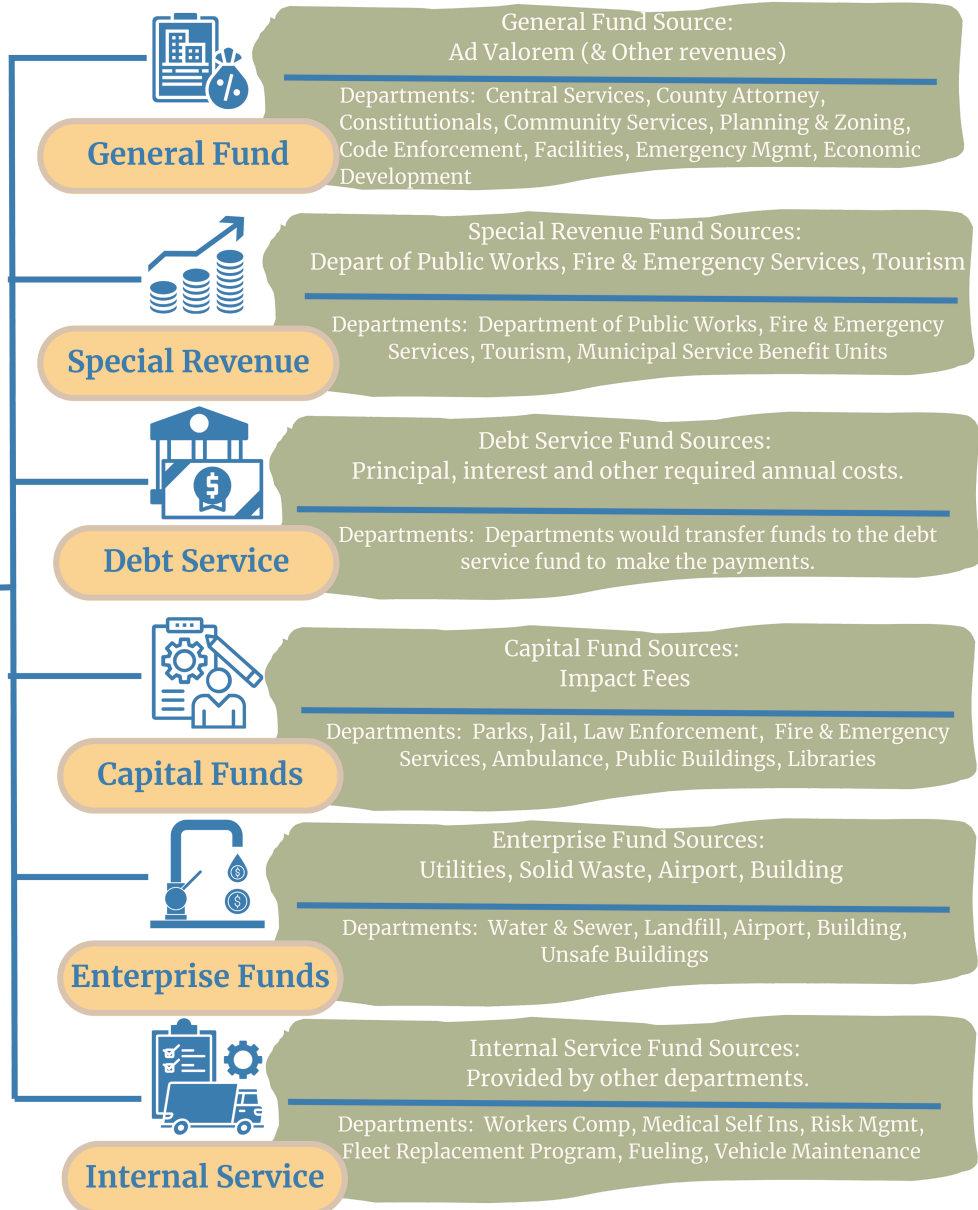 General Fund Source:
Ad Valorem (& Other revenues)
Departments: Central Services, County Attorney,
Constitutionals, Community Services, Planning & Zoning,
Code Enforcement, Facilities, Emergency Mgmt, Economic
Development
General Fund
Special Revenue Fund Sources:
Depart of Public Works, Fire & Emergency Services, Tourism
Departments: Department of Public Works, Fire & Emergency
Services, Tourism, Municipal Service Benefit Units
Special Revenue
Debt Service Fund Sources:
Principal, interest and other required annual costs.
Departments: Departments would transfer funds to the debt
service fund to make the payments.
Debt Service
Capital Fund Sources:
Impact Fees
Departments: Parks, Jail, Law Enforcement, Fire & Emergency
Services, Ambulance, Public Buildings, Libraries
Capital Funds
Enterprise Fund Sources:
Utilities, Solid Waste, Airport, Building
Departments: Water & Sewer, Landfill, Airport, Building,
Unsafe Buildings
Enterprise Funds
Internal Service Fund Sources:
Provided by other departments.
Departments: Workers Comp, Medical Self Ins, Risk Mgmt,
Fleet Replacement Program, Fueling, Vehicle Maintenance
Internal Service